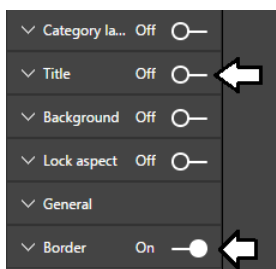 Category la... Off
Title Off
Background Off
Lock aspect Off
General
Border On